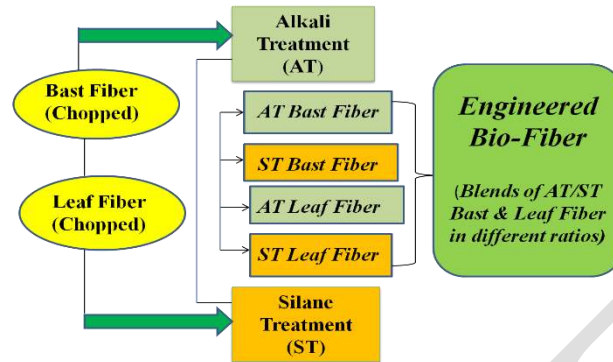 Alkali
Treatment
(AT)
Bast Fiber
(Chopped)
Leaf Fiber
(Chopped)
AT Bast Fiber
ST Bast Fiber
AT Leaf Fiber
ST Leaf Fiber
Silane
Treatment
(ST)
Engineered
Bio-Fiber
(Blends of AT/ST
Bast & Leaf Fiber
in different ratios)